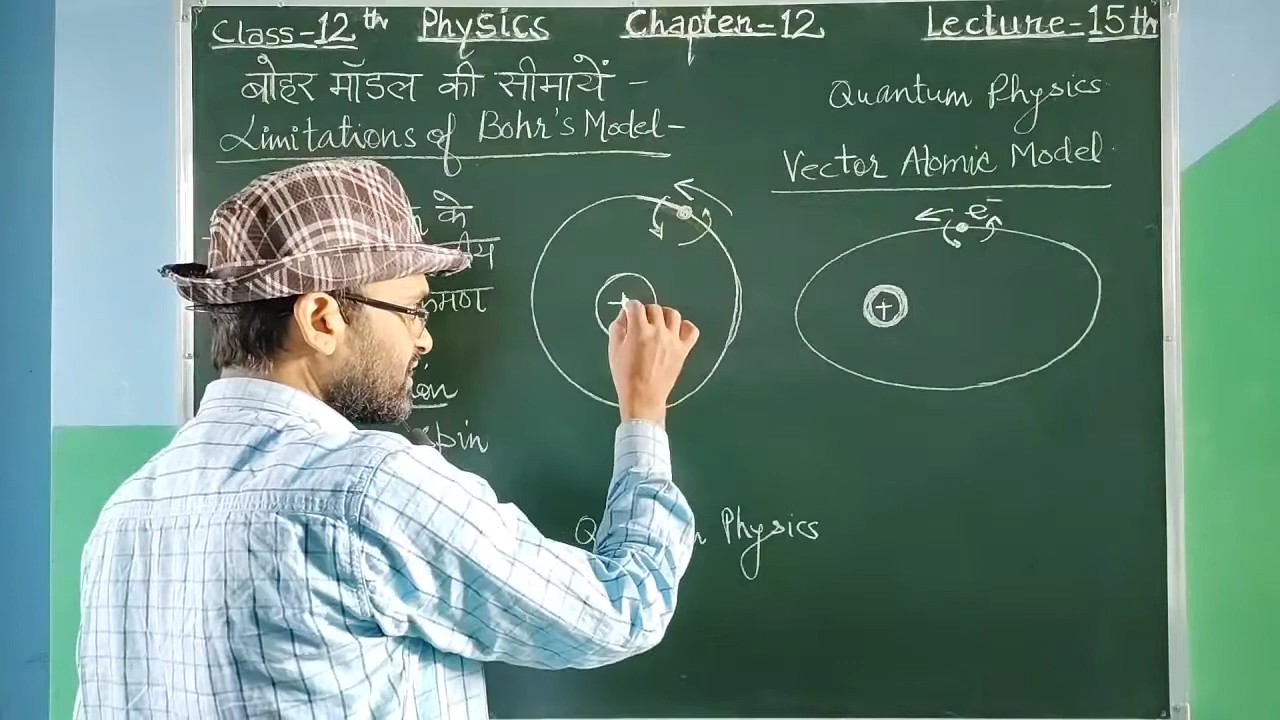 Class-12th Physics Chapter-12 Lecture-15th
बोहर मॉडल की सीमायें -
Limitations of Bohr's Model-
के
spin
Quantum Physics
Vector Atomic Model
e-
+
+
Physics